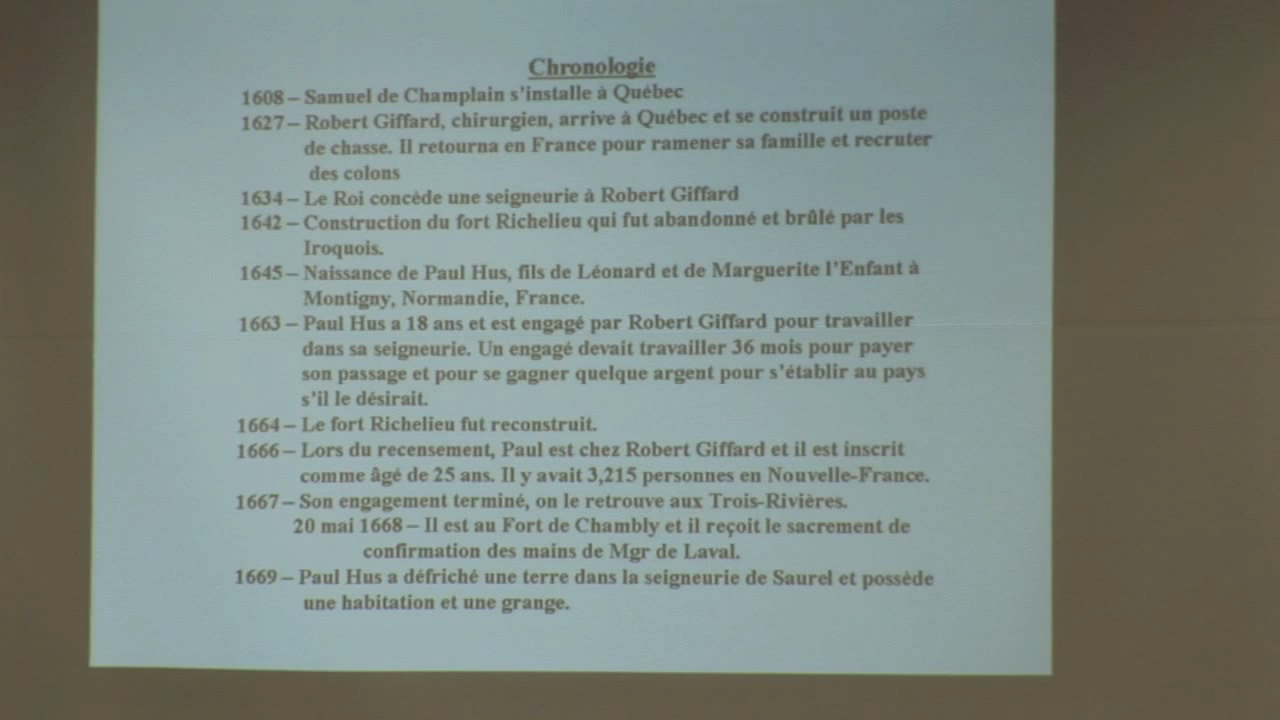 Chronologie
1608 – Samuel de Champlain s'installe à Québec
1627 – Robert Giffard, chirurgien, arrive à Québec et se construit un poste
de chasse. Il retourna en France pour ramener sa famille et recruter
des colons
1634 – Le Roi concède une seigneurie à Robert Giffard
1642 – Construction du fort Richelieu qui fut abandonné et brûlé par les
Iroquois.
1645 – Naissance de Paul Hus, fils de Léonard et de Marguerite l'Enfant à
Montigny, Normandie, France.
1663 – Paul Hus a 18 ans et est engagé par Robert Giffard pour travailler
dans sa seigneurie. Un engagé devait travailler 36 mois pour payer
son passage et pour se gagner quelque argent pour s'établir au pays
s'il le désirait.
1664 – Le fort Richelieu fut reconstruit.
1666 – Lors du recensement, Paul est chez Robert Giffard et il est inscrit
comme âgé de 25 ans. Il y avait 3,215 personnes en Nouvelle-France.
1667 – Son engagement terminé, on le retrouve aux Trois-Rivières.
20 mai 1668 – Il est au Fort de Chambly et il reçoit le sacrement de
confirmation des mains de Mgr de Laval.
1669 – Paul Hus a défriché une terre dans la seigneurie de Saurel et possède
une habitation et une grange.